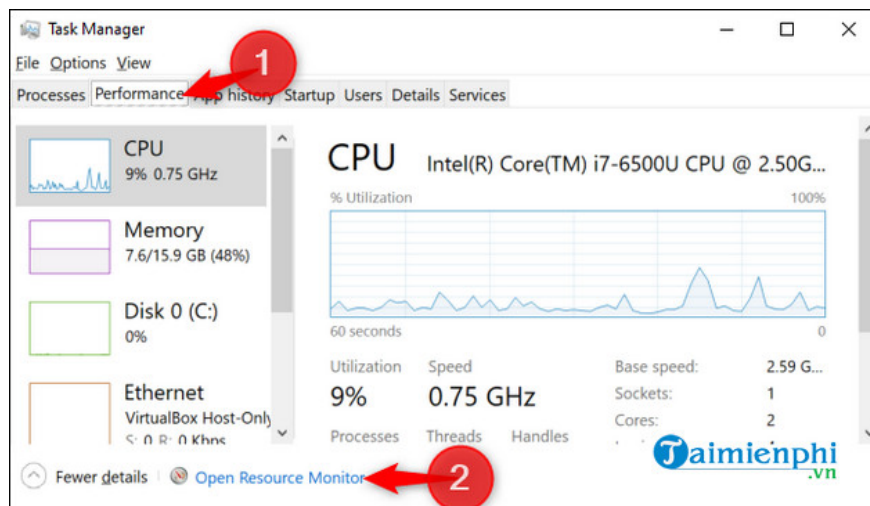 Task Manager
File Options View
1
Processes Performance App history Startup Users Details Services
CPU
9% 0.75 GHz
Memory
7.6/15.9 GB (48%)
Disk 0 (C:)
0%
Ethernet
VirtualBox Host-Only
S: 0 R: 0 Kbps
CPU Intel(R) Core(TM) i7-6500U CPU @ 2.50G...
% Utilization 100%
60 seconds 0
Utilization Speed Base speed: 2.59 G...
9% 0.75 GHz Sockets: 1
Cores: 2
Processes Threads Handles
Taimienphi
.vn
Fewer details Open Resource Monitor 2